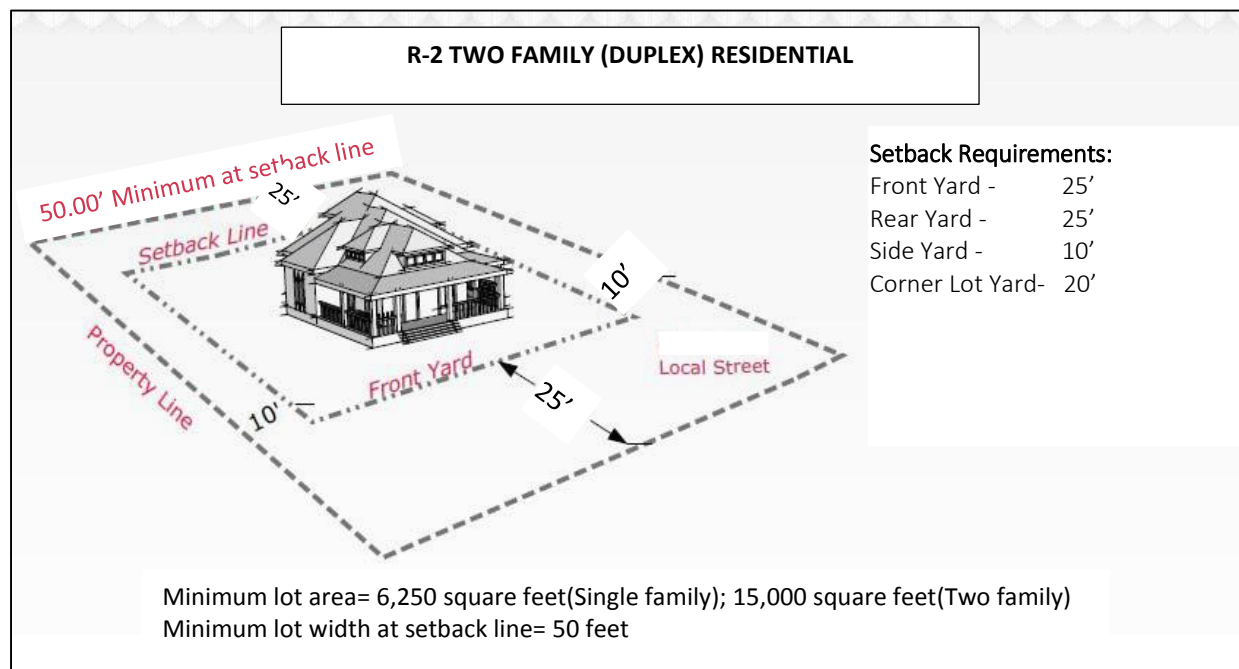 R-2 TWO FAMILY (DUPLEX) RESIDENTIAL
50.00’ Minimum at setback line
25’
Setback Line
10’
Property Line
10’
Front Yard
25’
Local Street
Setback Requirements:
Front Yard - 25’
Rear Yard - 25’
Side Yard - 10’
Corner Lot Yard- 20’
Minimum lot area= 6,250 square feet(Single family); 15,000 square feet(Two family)
Minimum lot width at setback line= 50 feet